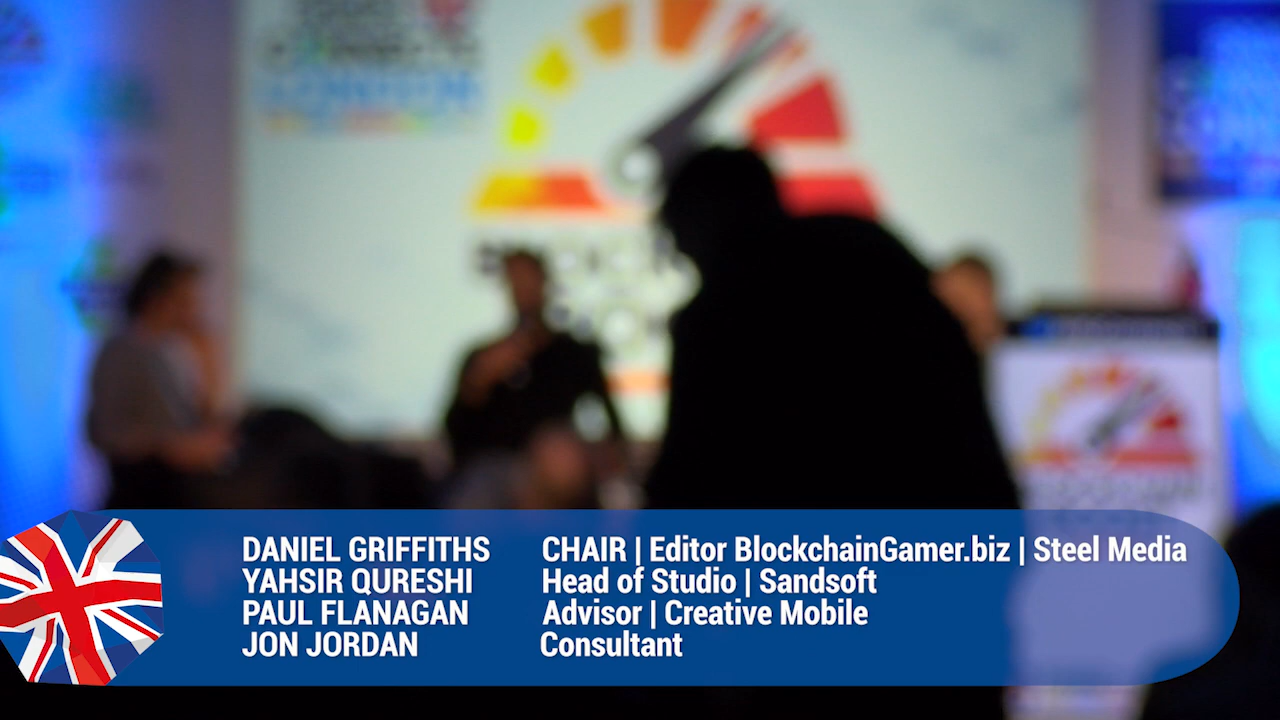 DANIEL GRIFFITHS CHAIR | Editor BlockchainGamer.biz | Steel Media
YAHSIR QURESHI Head of Studio | Sandsoft
PAUL FLANAGAN Advisor | Creative Mobile
JON JORDAN Consultant